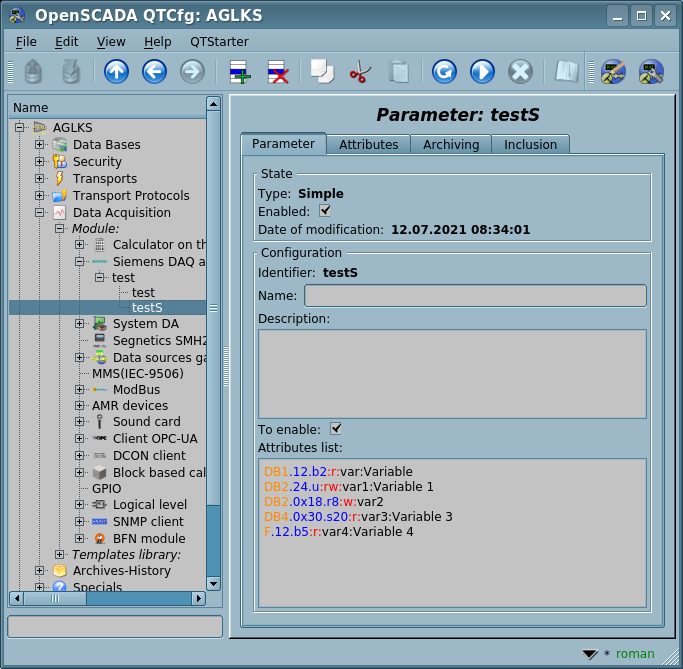 OpenSCADA QTCfg: AGLKS
File Edit View Help QTStarter
Name
AGLKS
Data Bases
Security
Transports
Transport Protocols
Data Acquisition
Module:
Calculator on th
Siemens DAQ a
test
test
testS
System DA
Segnetics SMH2
Data sources ga
MMS(IEC-9506)
ModBus
AMR devices
Sound card
Client OPC-UA
DCON client
Block based cal
GPIO
Logical level
SNMP client
BFN module
Templates library:
Archives-History
Specials
Parameter: testS
Parameter Attributes Archiving Inclusion
State
Type: Simple
Enabled:
Date of modification: 12.07.2021 08:34:01
Configuration
Identifier: testS
Name:
Description:
To enable:
Attributes list:
DB1.12.b2:r:var:Variable
DB2.24.u:rw:var1:Variable 1
DB2.0x18.r8:w:var2
DB4.0x30.s20:r:var3:Variable 3
F.12.b5:r:var4:Variable 4
* roman